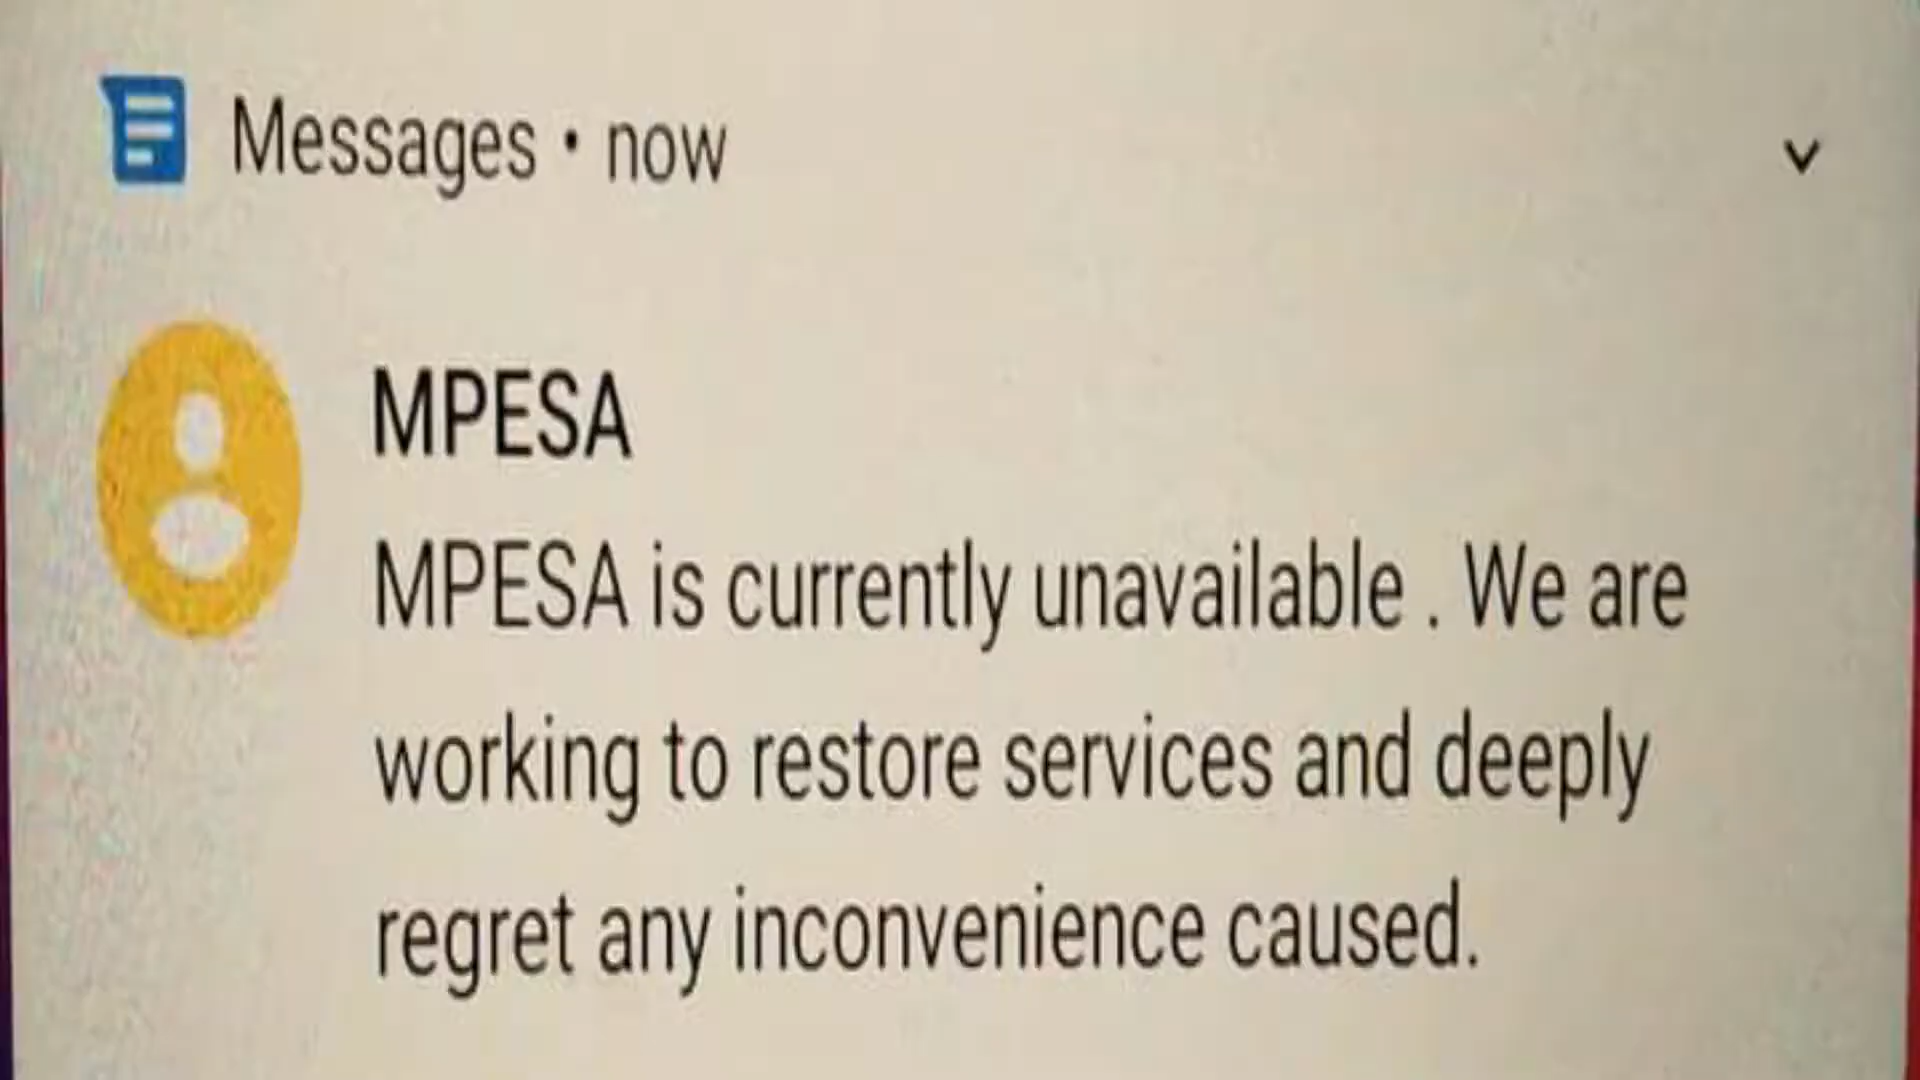 Messages • now
MPESA
MPESA is currently unavailable . We are
working to restore services and deeply
regret any inconvenience caused.